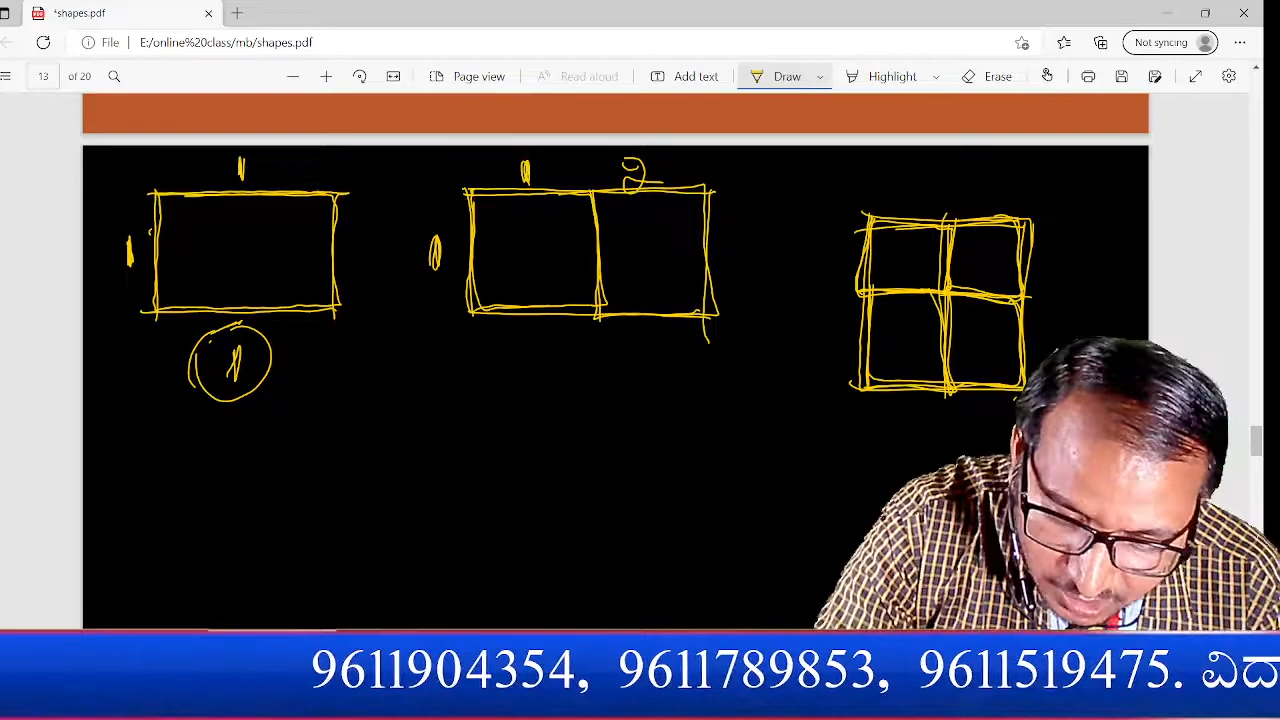 *shapes.pdf
File E:/online%20class/mb/shapes.pdf Not syncing
13 of 20 Page view Read aloud Add text Draw Highlight Erase
1 1 2
1 1
1
9611904354, 9611789853, 9611519475. ವಿದ